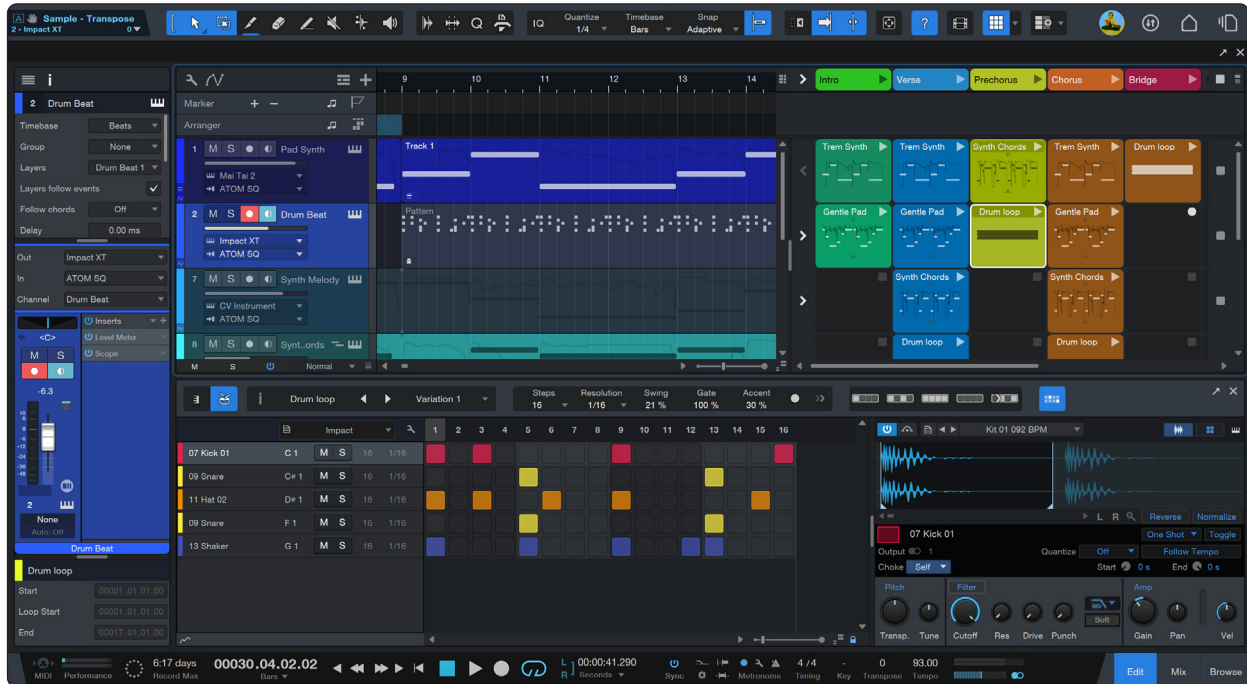 A Sample - Transpose
2 - Impact XT 0
IQ
Quantize Timebase Snap
1/4 Bars Adaptive
2 Drum Beat
Timebase Beats
Group None
Layers Drum Beat 1
Layers follow events
Follow chords Off
Delay 0.00 ms
Out Impact XT
In ATOM SQ
Channel Drum Beat
Inserts
<C> Level Meter
Scope
M S
-6.3
10
6
0
-6
-12
-24
-36
-48
2
None
Auto: Off
Drum Beat
Drum loop
Start 00001.01.01.00
Loop Start 00001.01.01.00
End 00017.01.01.00
9 10 11 12 13 14
Marker
Arranger
1 M S Pad Synth
Mai Tai 2
ATOM SQ
Track 1
2 M S Drum Beat
Impact XT
ATOM SQ
Pattern
7 M S Synth Melody
CV Instrument
ATOM SQ
8 M S Synt..ords
M S Normal
Intro Verse Prechorus Chorus Bridge
Trem Synth Trem Synth Synth Chords Trem Synth Drum loop
Gentle Pad Gentle Pad Drum loop Gentle Pad
Synth Chords Synth Chords
Drum loop Drum loop
Drum loop Variation 1
Steps Resolution Swing Gate Accent
16 1/16 21 % 100 % 30 %
Impact 1 2 3 4 5 6 7 8 9 10 11 12 13 14 15 16
07 Kick 01 C 1 M S 16 1/16
09 Snare C# 1 M S 16 1/16
11 Hat 02 D# 1 M S 16 1/16
09 Snare F 1 M S 16 1/16
13 Shaker G 1 M S 16 1/16
Kit 01 092 BPM
L R Reverse Normalize
07 Kick 01 One Shot Toggle
Output 1 Quantize Off Follow Tempo
Choke Self Start 0 s End 0 s
Pitch Filter Amp
MG
Soft
Transp. Tune Cutoff Res Drive Punch Gain Pan Vel
MIDI Performance
6:17 days
Record Max
00030.04.02.02
Bars
L
R
00:00:41.290
Seconds
Sync Metronome
4 / 4 - 0 93.00
Timing Key Transpose Tempo
Edit Mix Browse